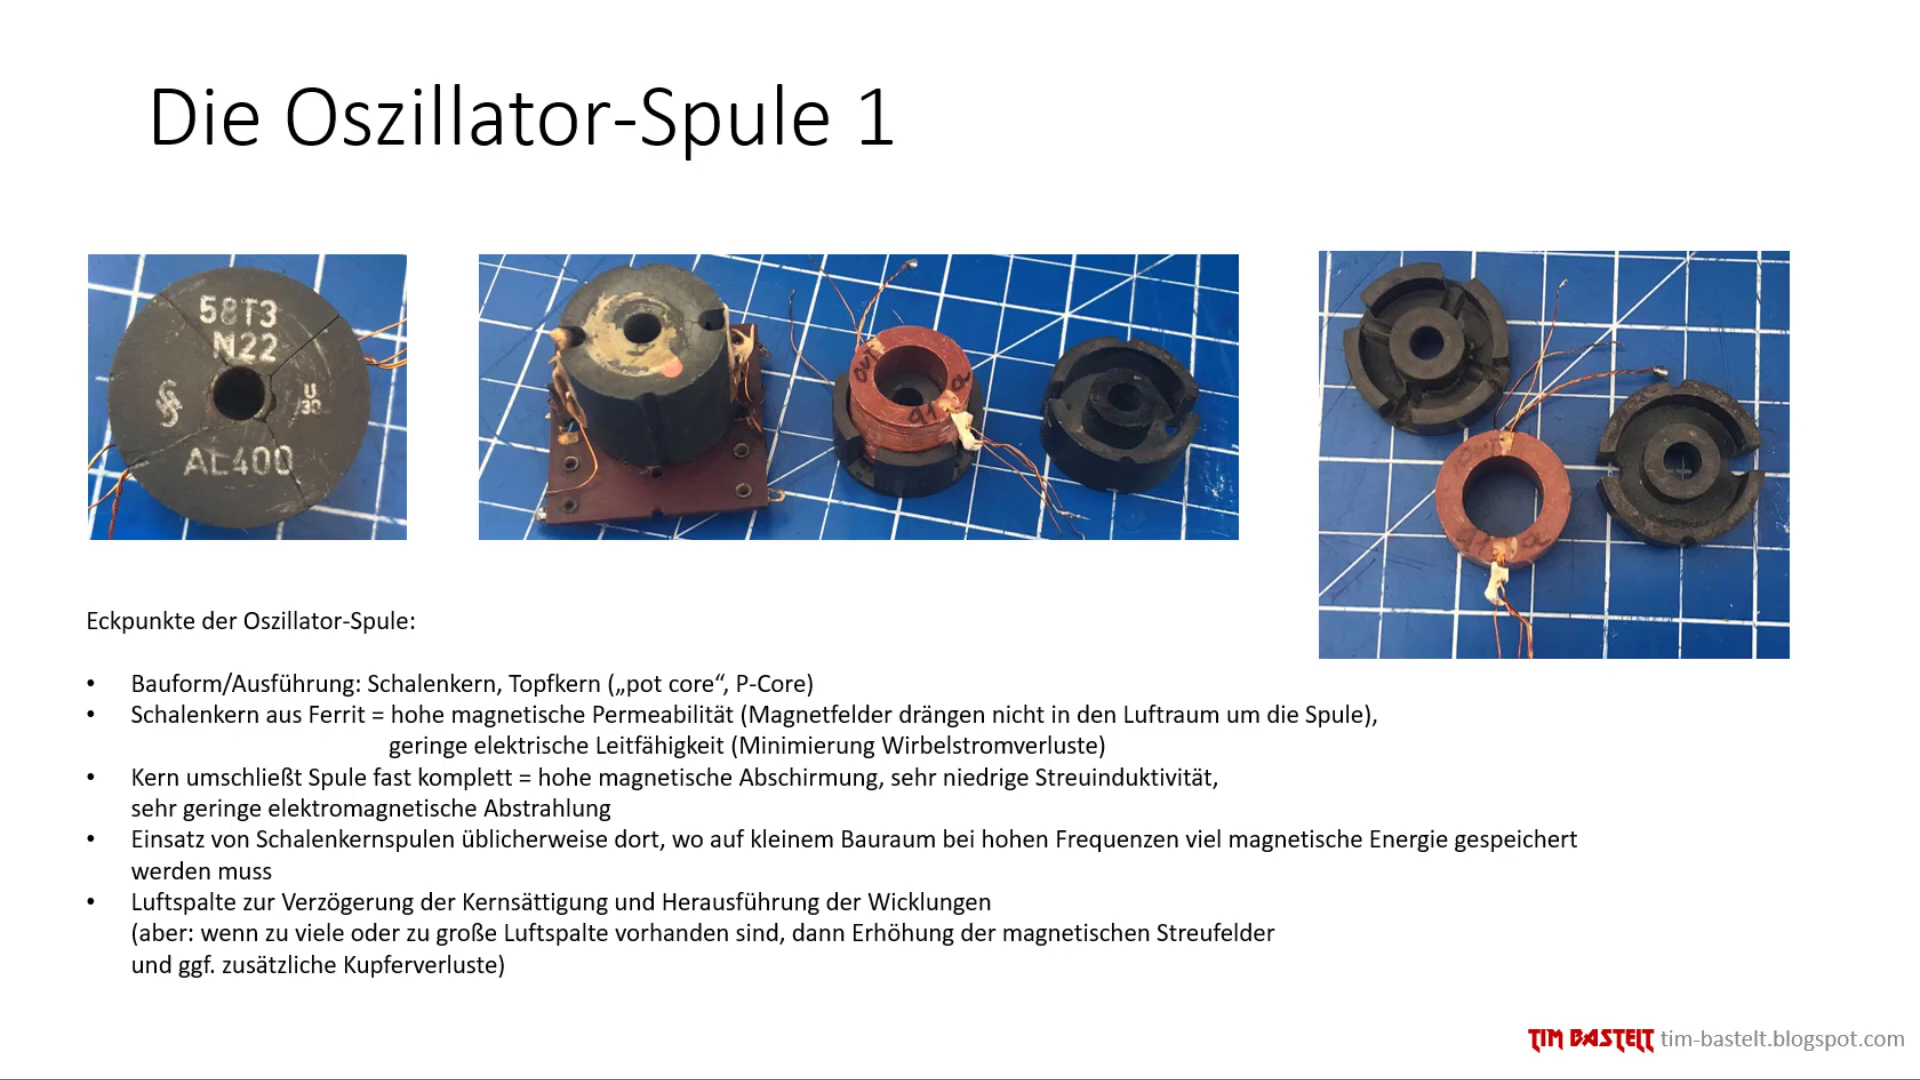 Die Oszillator-Spule 1
58T3
N22
U
30
AL400
OUT
a
Eckpunkte der Oszillator-Spule:
• Bauform/Ausführung: Schalenkern, Topfkern („pot core“, P-Core)
• Schalenkern aus Ferrit = hohe magnetische Permeabilität (Magnetfelder drängen nicht in den Luftraum um die Spule),
geringe elektrische Leitfähigkeit (Minimierung Wirbelstromverluste)
• Kern umschließt Spule fast komplett = hohe magnetische Abschirmung, sehr niedrige Streuinduktivität,
sehr geringe elektromagnetische Abstrahlung
• Einsatz von Schalenkernspulen üblicherweise dort, wo auf kleinem Bauraum bei hohen Frequenzen viel magnetische Energie gespeichert
werden muss
• Luftspalte zur Verzögerung der Kernsättigung und Herausführung der Wicklungen
(aber: wenn zu viele oder zu große Luftspalte vorhanden sind, dann Erhöhung der magnetischen Streufelder
und ggf. zusätzliche Kupferverluste)
TIM BASTELT tim-bastelt.blogspot.com